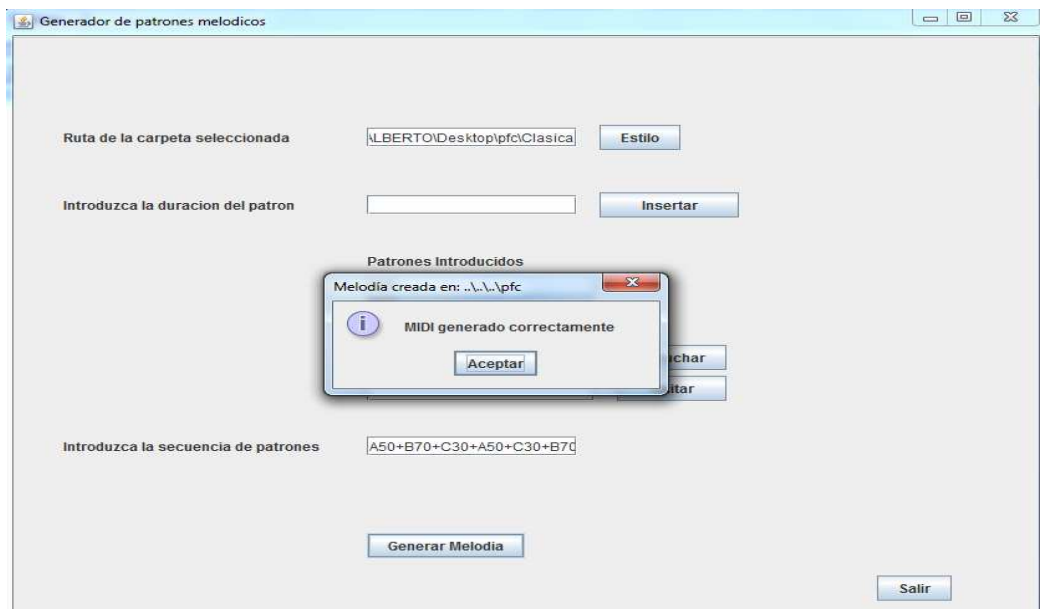 Generador de patrones melodicos
Ruta de la carpeta seleccionada
\LBERTO\Desktop\pfc\Clasica
Estilo
Introduzca la duracion del patron
Insertar
Patrones Introducidos
Melodía creada en: ..\..\..\pfc
MIDI generado correctamente
Aceptar
Introduzca la secuencia de patrones
A50+B70+C30+A50+C30+B70
Generar Melodia
Salir